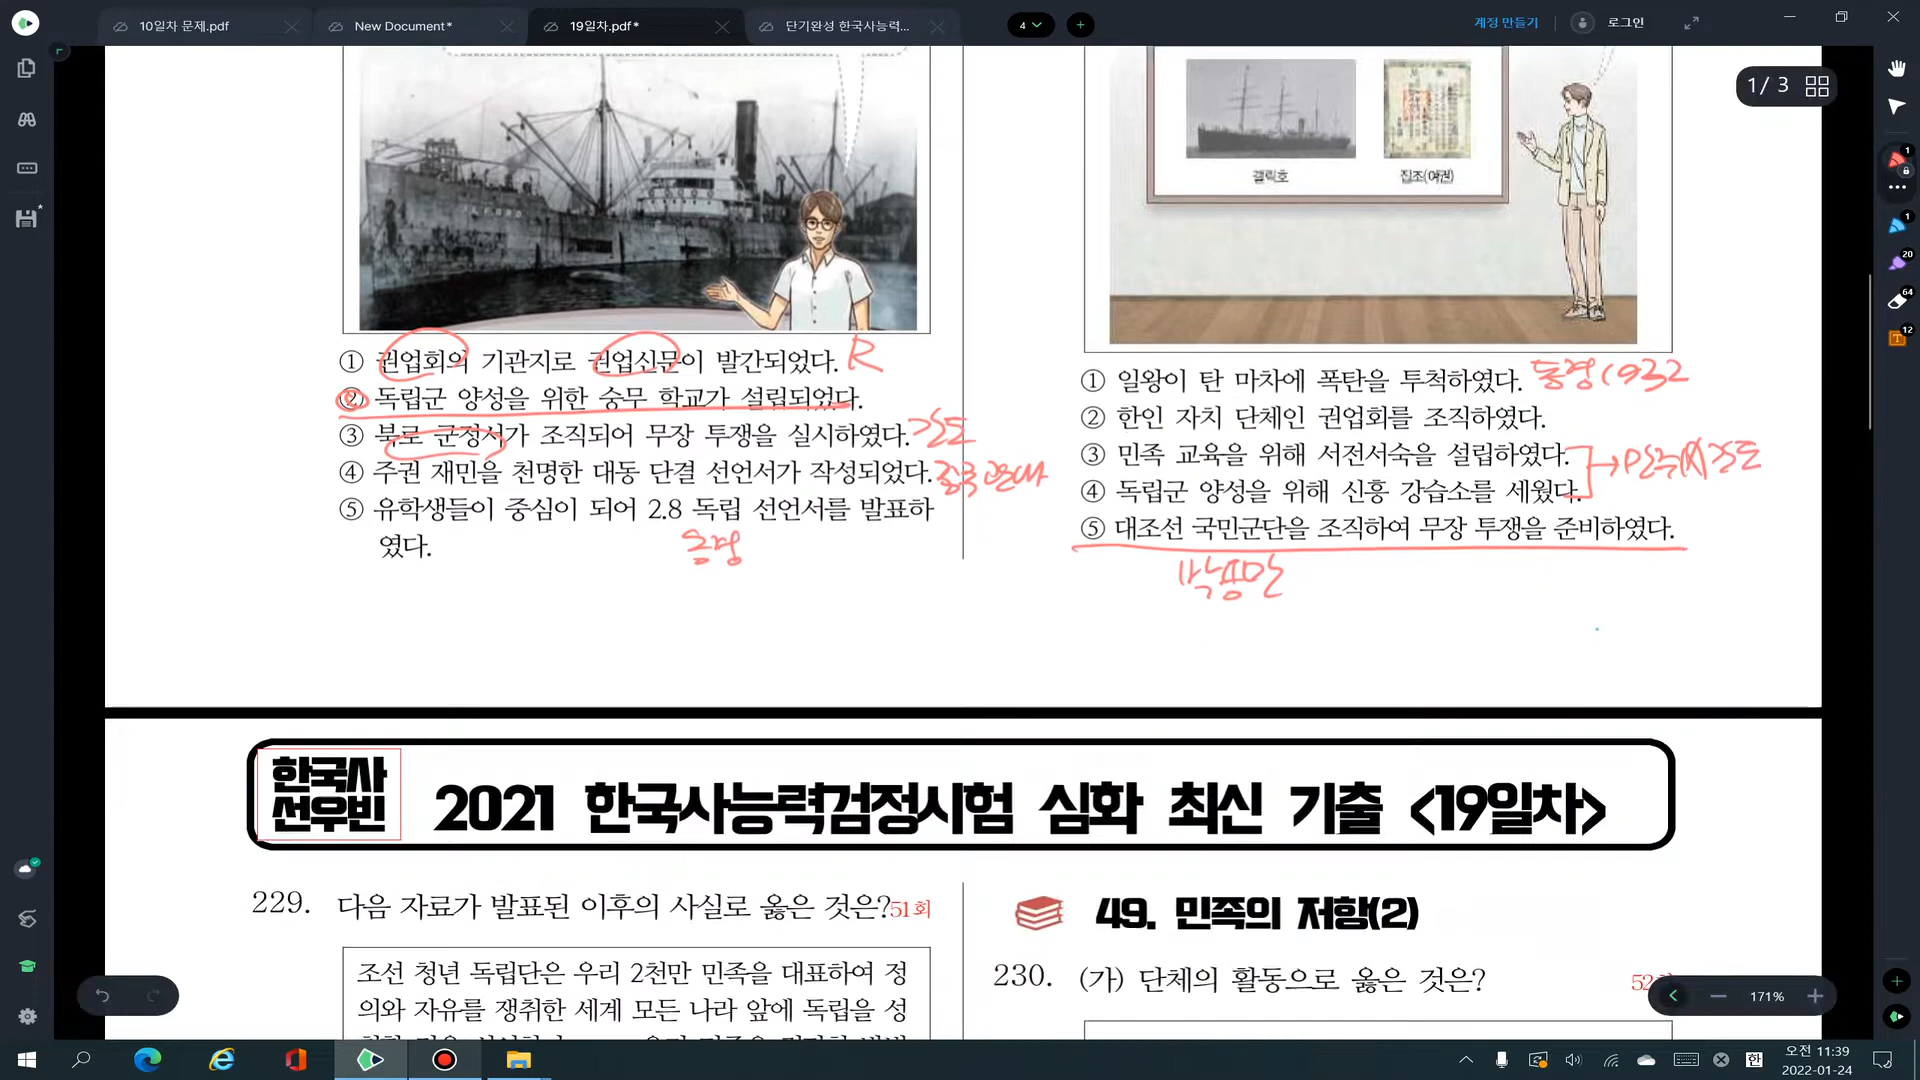 10일차 문제.pdf
New Document*
19일차.pdf*
단기완성 한국사능력...
4
계정 만들기
로그인
1/ 3
갤릭호
집조(여권)
① 권업회의 기관지로 권업신문이 발간되었다. R
② 독립군 양성을 위한 숭무 학교가 설립되었다.
③ 북로 군정서가 조직되어 무장 투쟁을 실시하였다. 간도
④ 주권 재민을 천명한 대동 단결 선언서가 작성되었다.
⑤ 유학생들이 중심이 되어 2.8 독립 선언서를 발표하
였다.
동경
① 일왕이 탄 마차에 폭탄을 투척하였다. 동경(1932
② 한인 자치 단체인 권업회를 조직하였다.
③ 민족 교육을 위해 서전서숙을 설립하였다.
④ 독립군 양성을 위해 신흥 강습소를 세웠다.
⑤ 대조선 국민군단을 조직하여 무장 투쟁을 준비하였다.
박용만
한국사
선우빈
2021 한국사능력검정시험 심화 최신 기출 <19일차>
229. 다음 자료가 발표된 이후의 사실로 옳은 것은? 51회
조선 청년 독립단은 우리 2천만 민족을 대표하여 정
의와 자유를 쟁취한 세계 모든 나라 앞에 독립을 성
49. 민족의 저항(2)
230. (가) 단체의 활동으로 옳은 것은?
171%
1
1
20
64
12
한
오전 11:39
2022-01-24